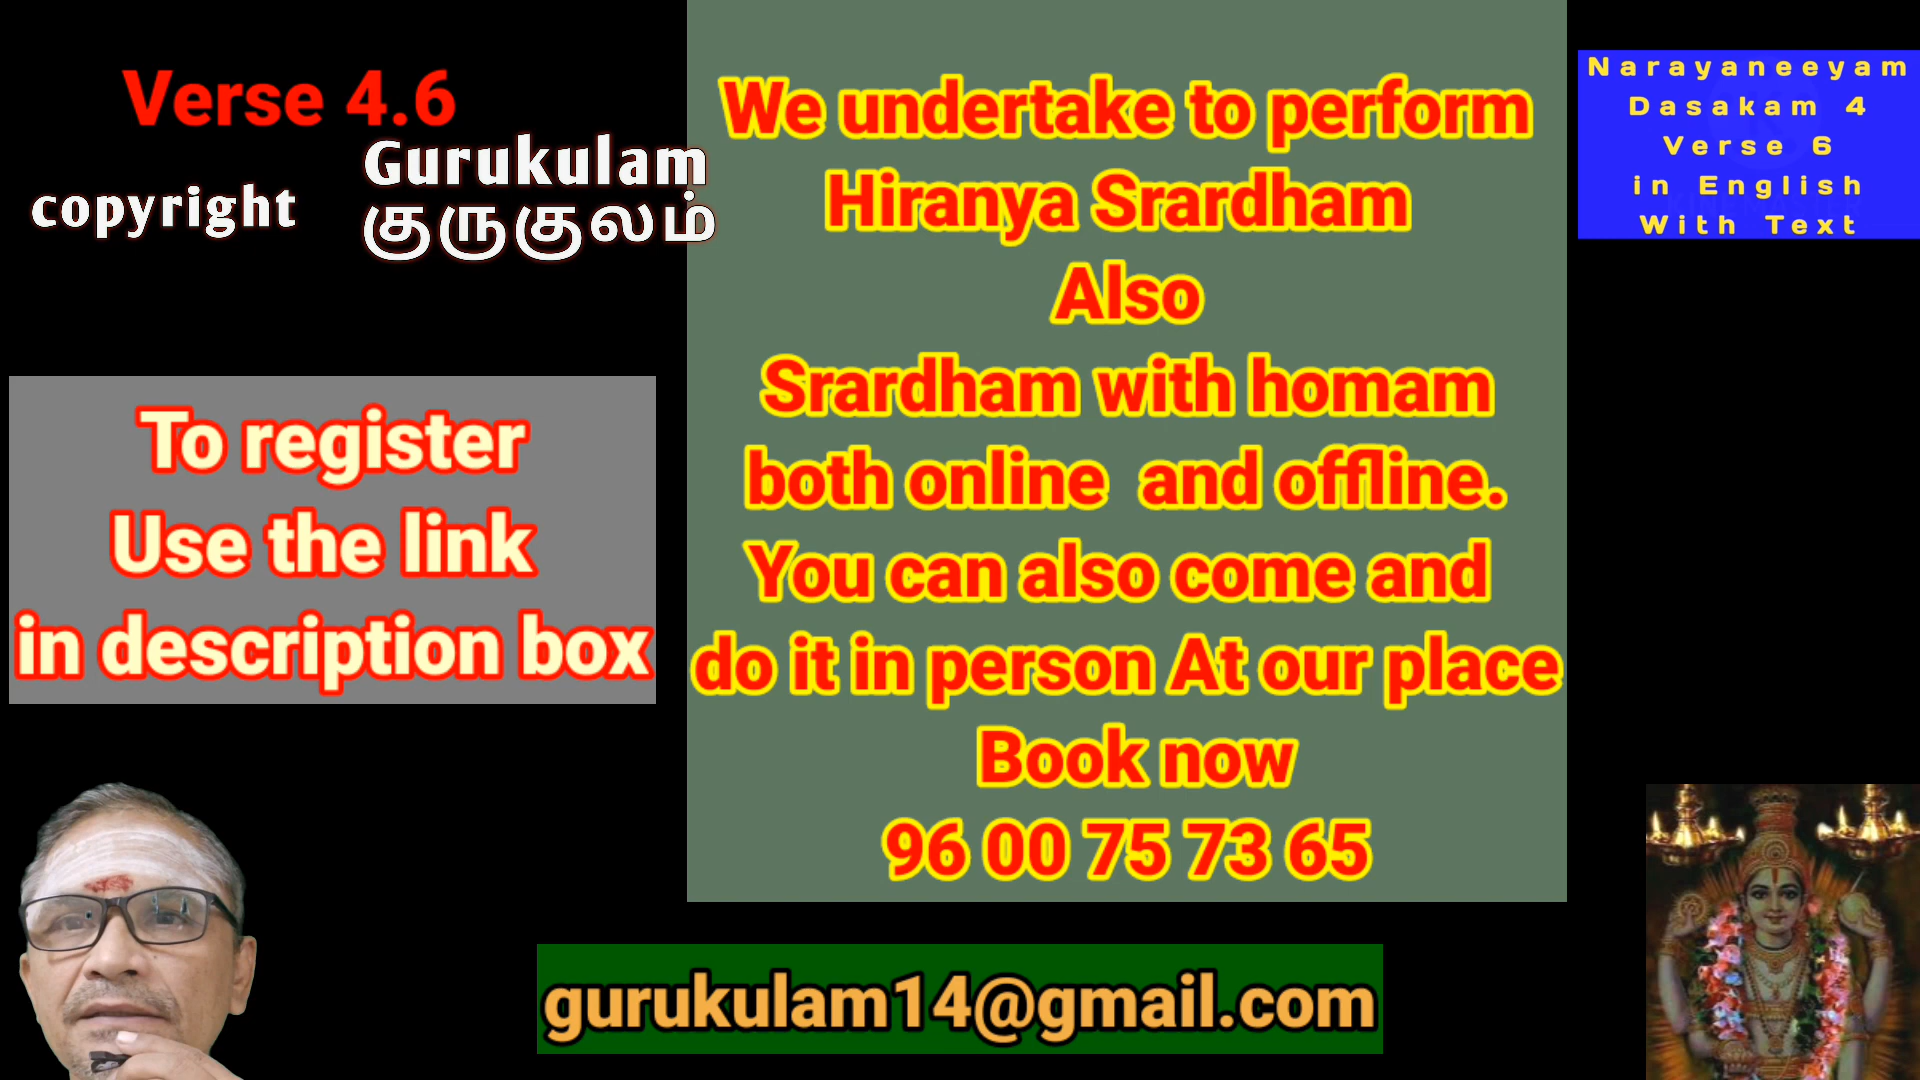 Verse 4.6
copyright
Gurukulam
குருகுலம்
To register
Use the link
in description box
We undertake to perform
Hiranya Srardham
Also
Srardham with homam
both online and offline.
You can also come and
do it in person At our place
Book now
96 00 75 73 65
Narayaneeyam
Dasakam 4
Verse 6
in English
With Text
gurukulam14@gmail.com